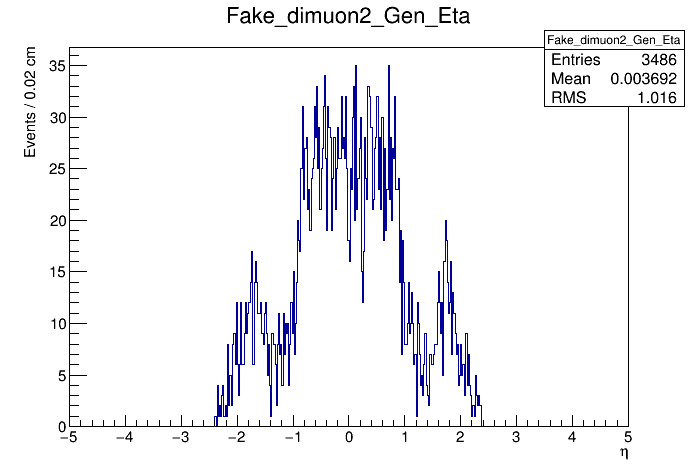 Fake_dimuon2_Gen_Eta
Fake_dimuon2_Gen_Eta
Entries 3486
Mean 0.003692
RMS 1.016
Events / 0.02 cm
35
30
25
20
15
10
5
0
−5 −4 −3 −2 −1 0 1 2 3 4 5
η